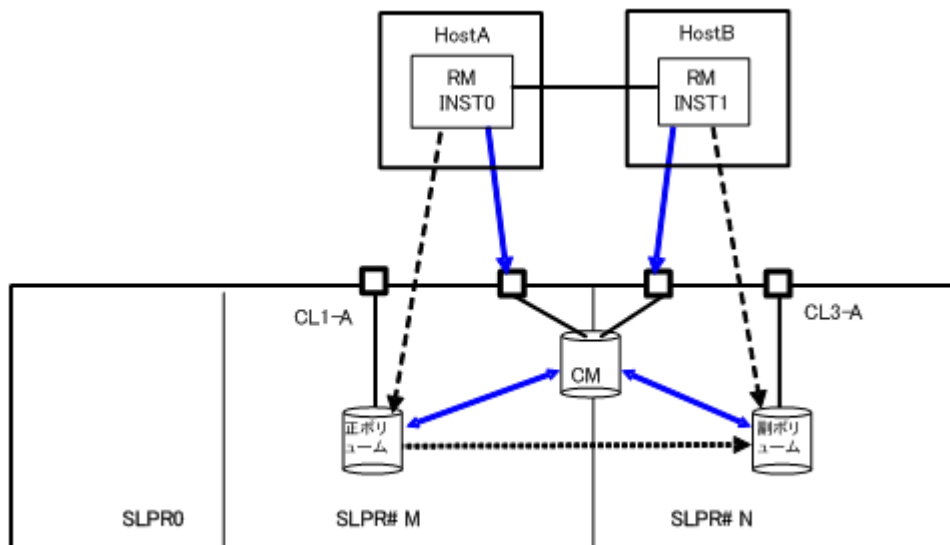 HostA
HostB
RM
INST0
RM
INST1
CL1-A
CL3-A
CM
正ボリ
ューム
副ボリ
ューム
SLPR0
SLPR# M
SLPR# N